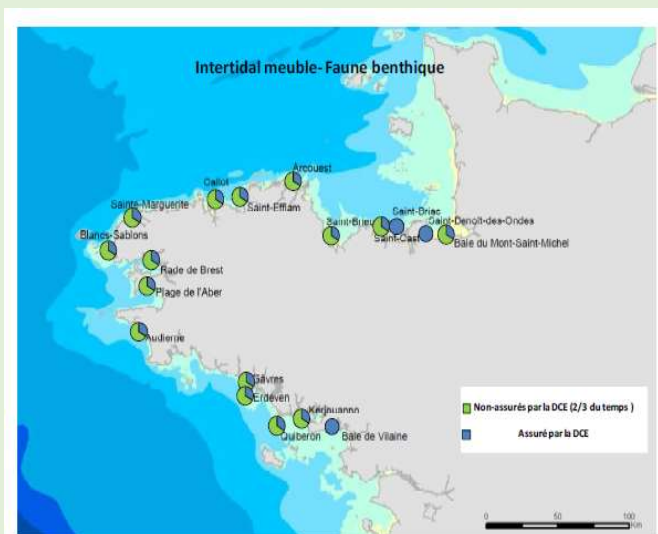 Intertidal meuble- Faune benthique
Arcouest
Callot
Saint-Efflam
Sainte-Marguerite
Saint-Brieuc
Saint-Briac
Saint-Denoît-des-Ondes
Saint-Cast
Baie du Mont-Saint-Michel
Blancs-Sablons
Rade de Brest
Plage de l'Aber
Audierne
Gâvres
Erdeven
Kerjouanno
Quiberon
Baie de Vilaine
Non-assurés par la DCE (2/3 du temps )
Assuré par la DCE
0 50 100
Km